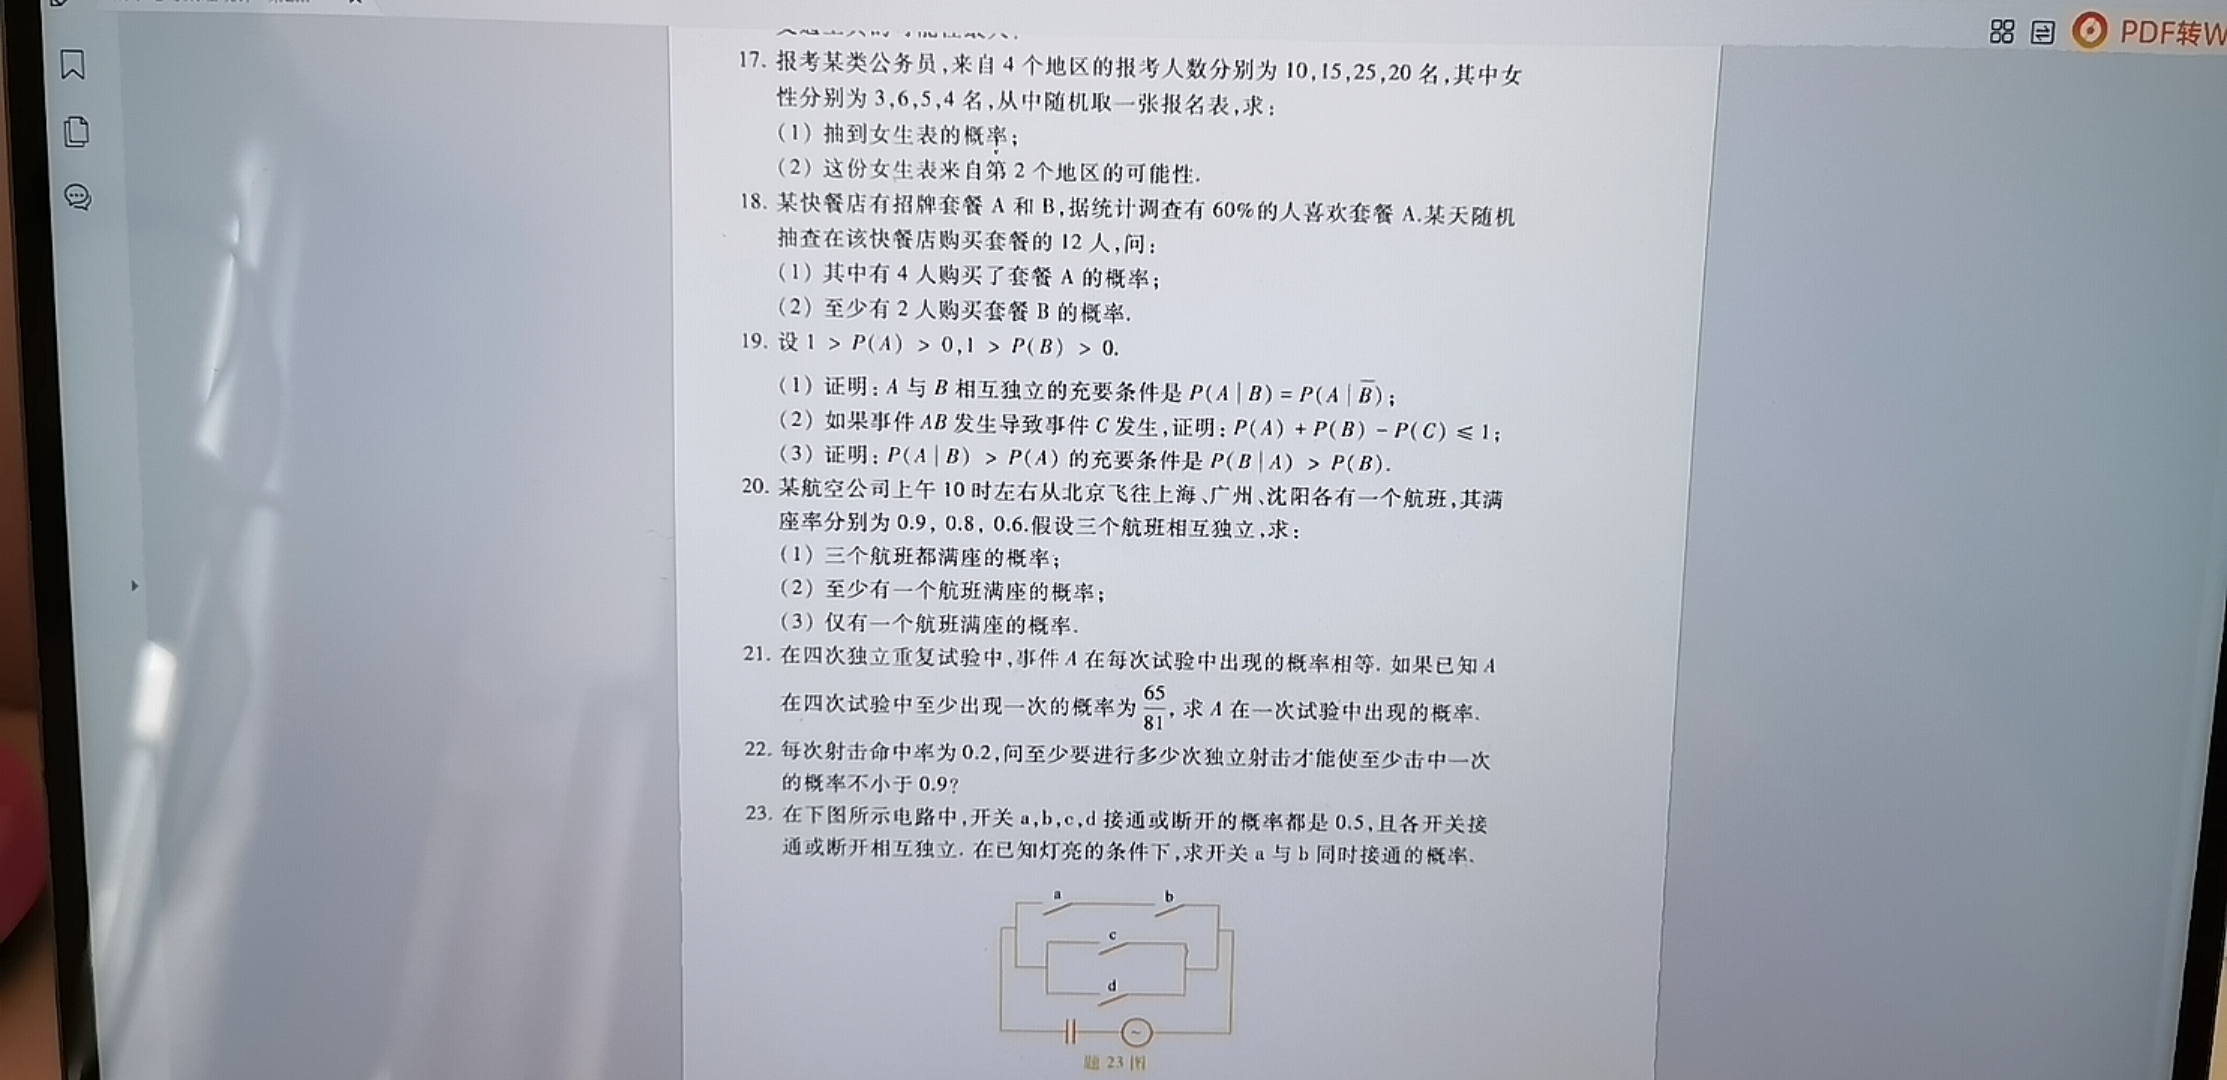 PDF转W
17. 报考某类公务员,来自 4 个地区的报考人数分别为 10,15,25,20 名,其中女
性分别为 3,6,5,4 名,从中随机取一张报名表,求:
(1) 抽到女生表的概率;
(2) 这份女生表来自第 2 个地区的可能性.
18. 某快餐店有招牌套餐 A 和 B,据统计调查有 60%的人喜欢套餐 A.某天随机
抽查在该快餐店购买套餐的 12 人,问:
(1) 其中有 4 人购买了套餐 A 的概率;
(2) 至少有 2 人购买套餐 B 的概率.
19. 设 1 > P(A) > 0,1 > P(B) > 0.
(1) 证明: A 与 B 相互独立的充要条件是 P(A|B) = P(A|B̅);
(2) 如果事件 AB 发生导致事件 C 发生,证明: P(A) + P(B) - P(C) ≤ 1;
(3) 证明: P(A|B) > P(A) 的充要条件是 P(B|A) > P(B).
20. 某航空公司上午 10 时左右从北京飞往上海、广州、沈阳各有一个航班,其满
座率分别为 0.9, 0.8, 0.6.假设三个航班相互独立,求:
(1) 三个航班都满座的概率;
(2) 至少有一个航班满座的概率;
(3) 仅有一个航班满座的概率.
21. 在四次独立重复试验中,事件 A 在每次试验中出现的概率相等. 如果已知 A
在四次试验中至少出现一次的概率为 65/81, 求 A 在一次试验中出现的概率.
22. 每次射击命中率为 0.2,问至少要进行多少次独立射击才能使至少击中一次
的概率不小于 0.9?
23. 在下图所示电路中,开关 a,b,c,d 接通或断开的概率都是 0.5,且各开关接
通或断开相互独立. 在已知灯亮的条件下,求开关 a 与 b 同时接通的概率.
a b
c
d
题 23 图